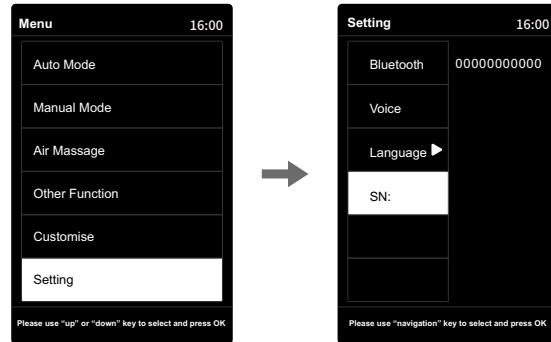 Menu 16:00
Auto Mode
Manual Mode
Air Massage
Other Function
Customise
Setting
Please use “up” or “down” key to select and press OK
Setting 16:00
Bluetooth 00000000000
Voice
Language
SN:
Please use “navigation” key to select and press OK